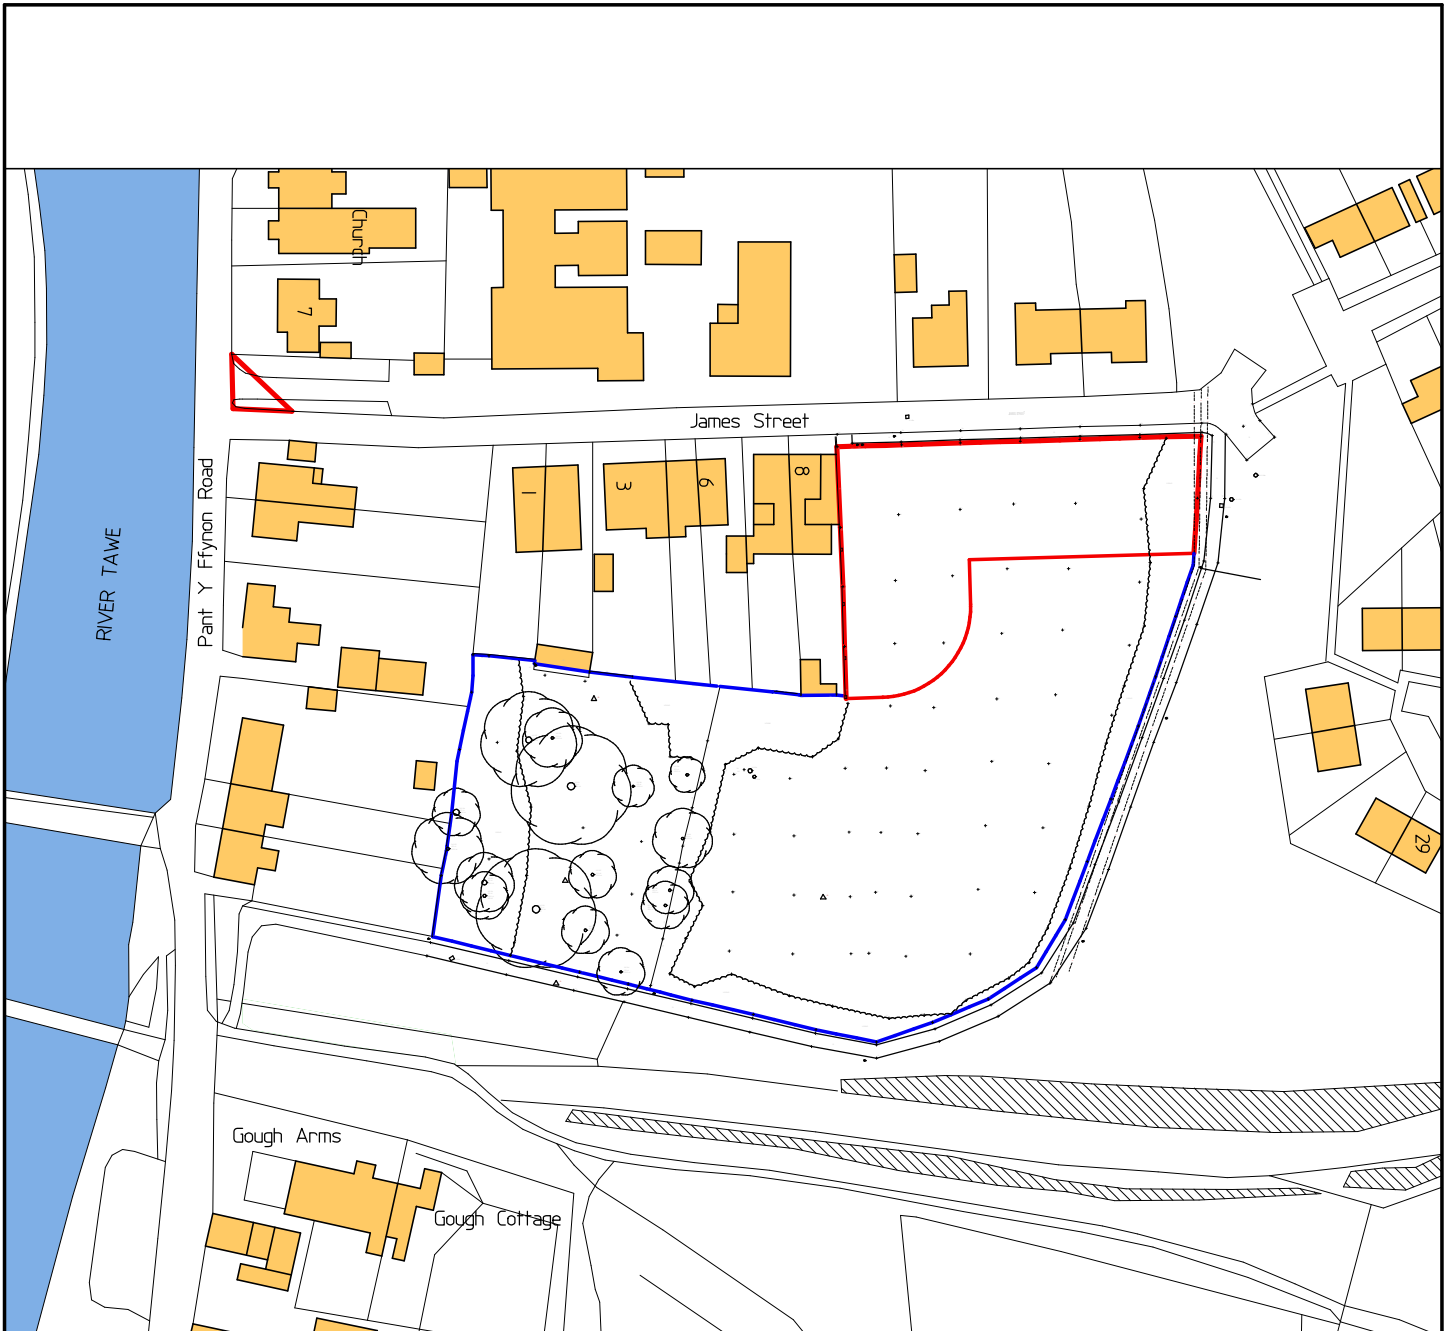 Church
7
James Street
1
3
6
8
Pant Y Ffynon Road
RIVER TAWE
29
Gough Arms
Gough Cottage